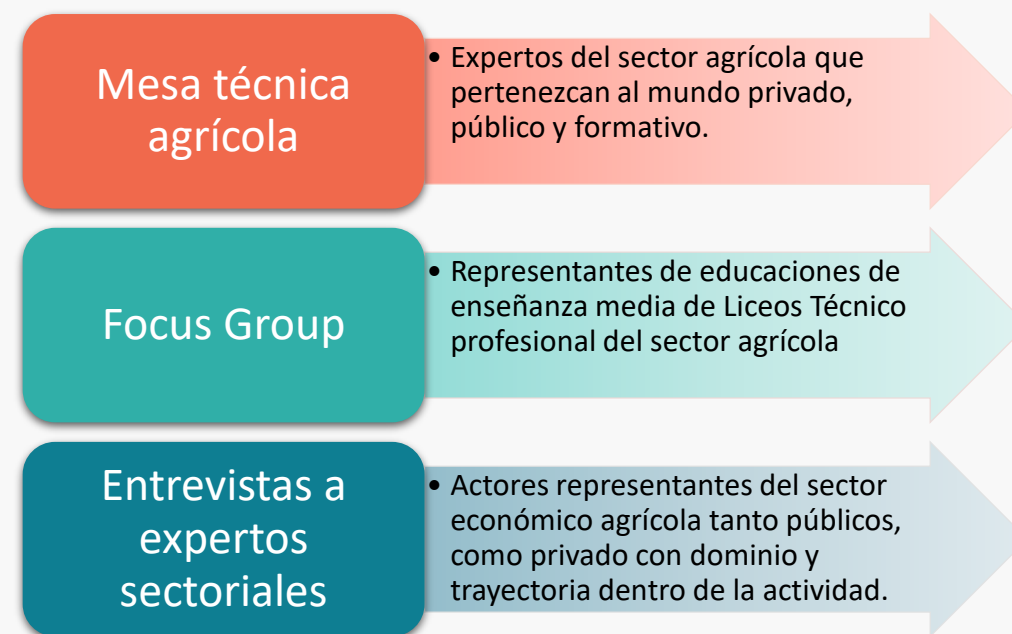 Mesa técnica
agrícola
• Expertos del sector agrícola que
pertenezcan al mundo privado,
público y formativo.
Focus Group
• Representantes de educaciones de
enseñanza media de Liceos Técnico
profesional del sector agrícola
Entrevistas a
expertos
sectoriales
• Actores representantes del sector
económico agrícola tanto públicos,
como privado con dominio y
trayectoria dentro de la actividad.